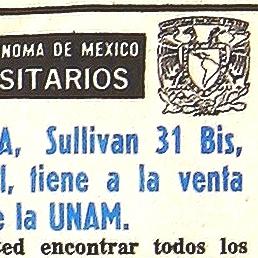 NOMA DE MEXICO
SITARIOS
A, Sullivan 31 Bis,
l, tiene a la venta
e la UNAM.
ted encontrar todos los